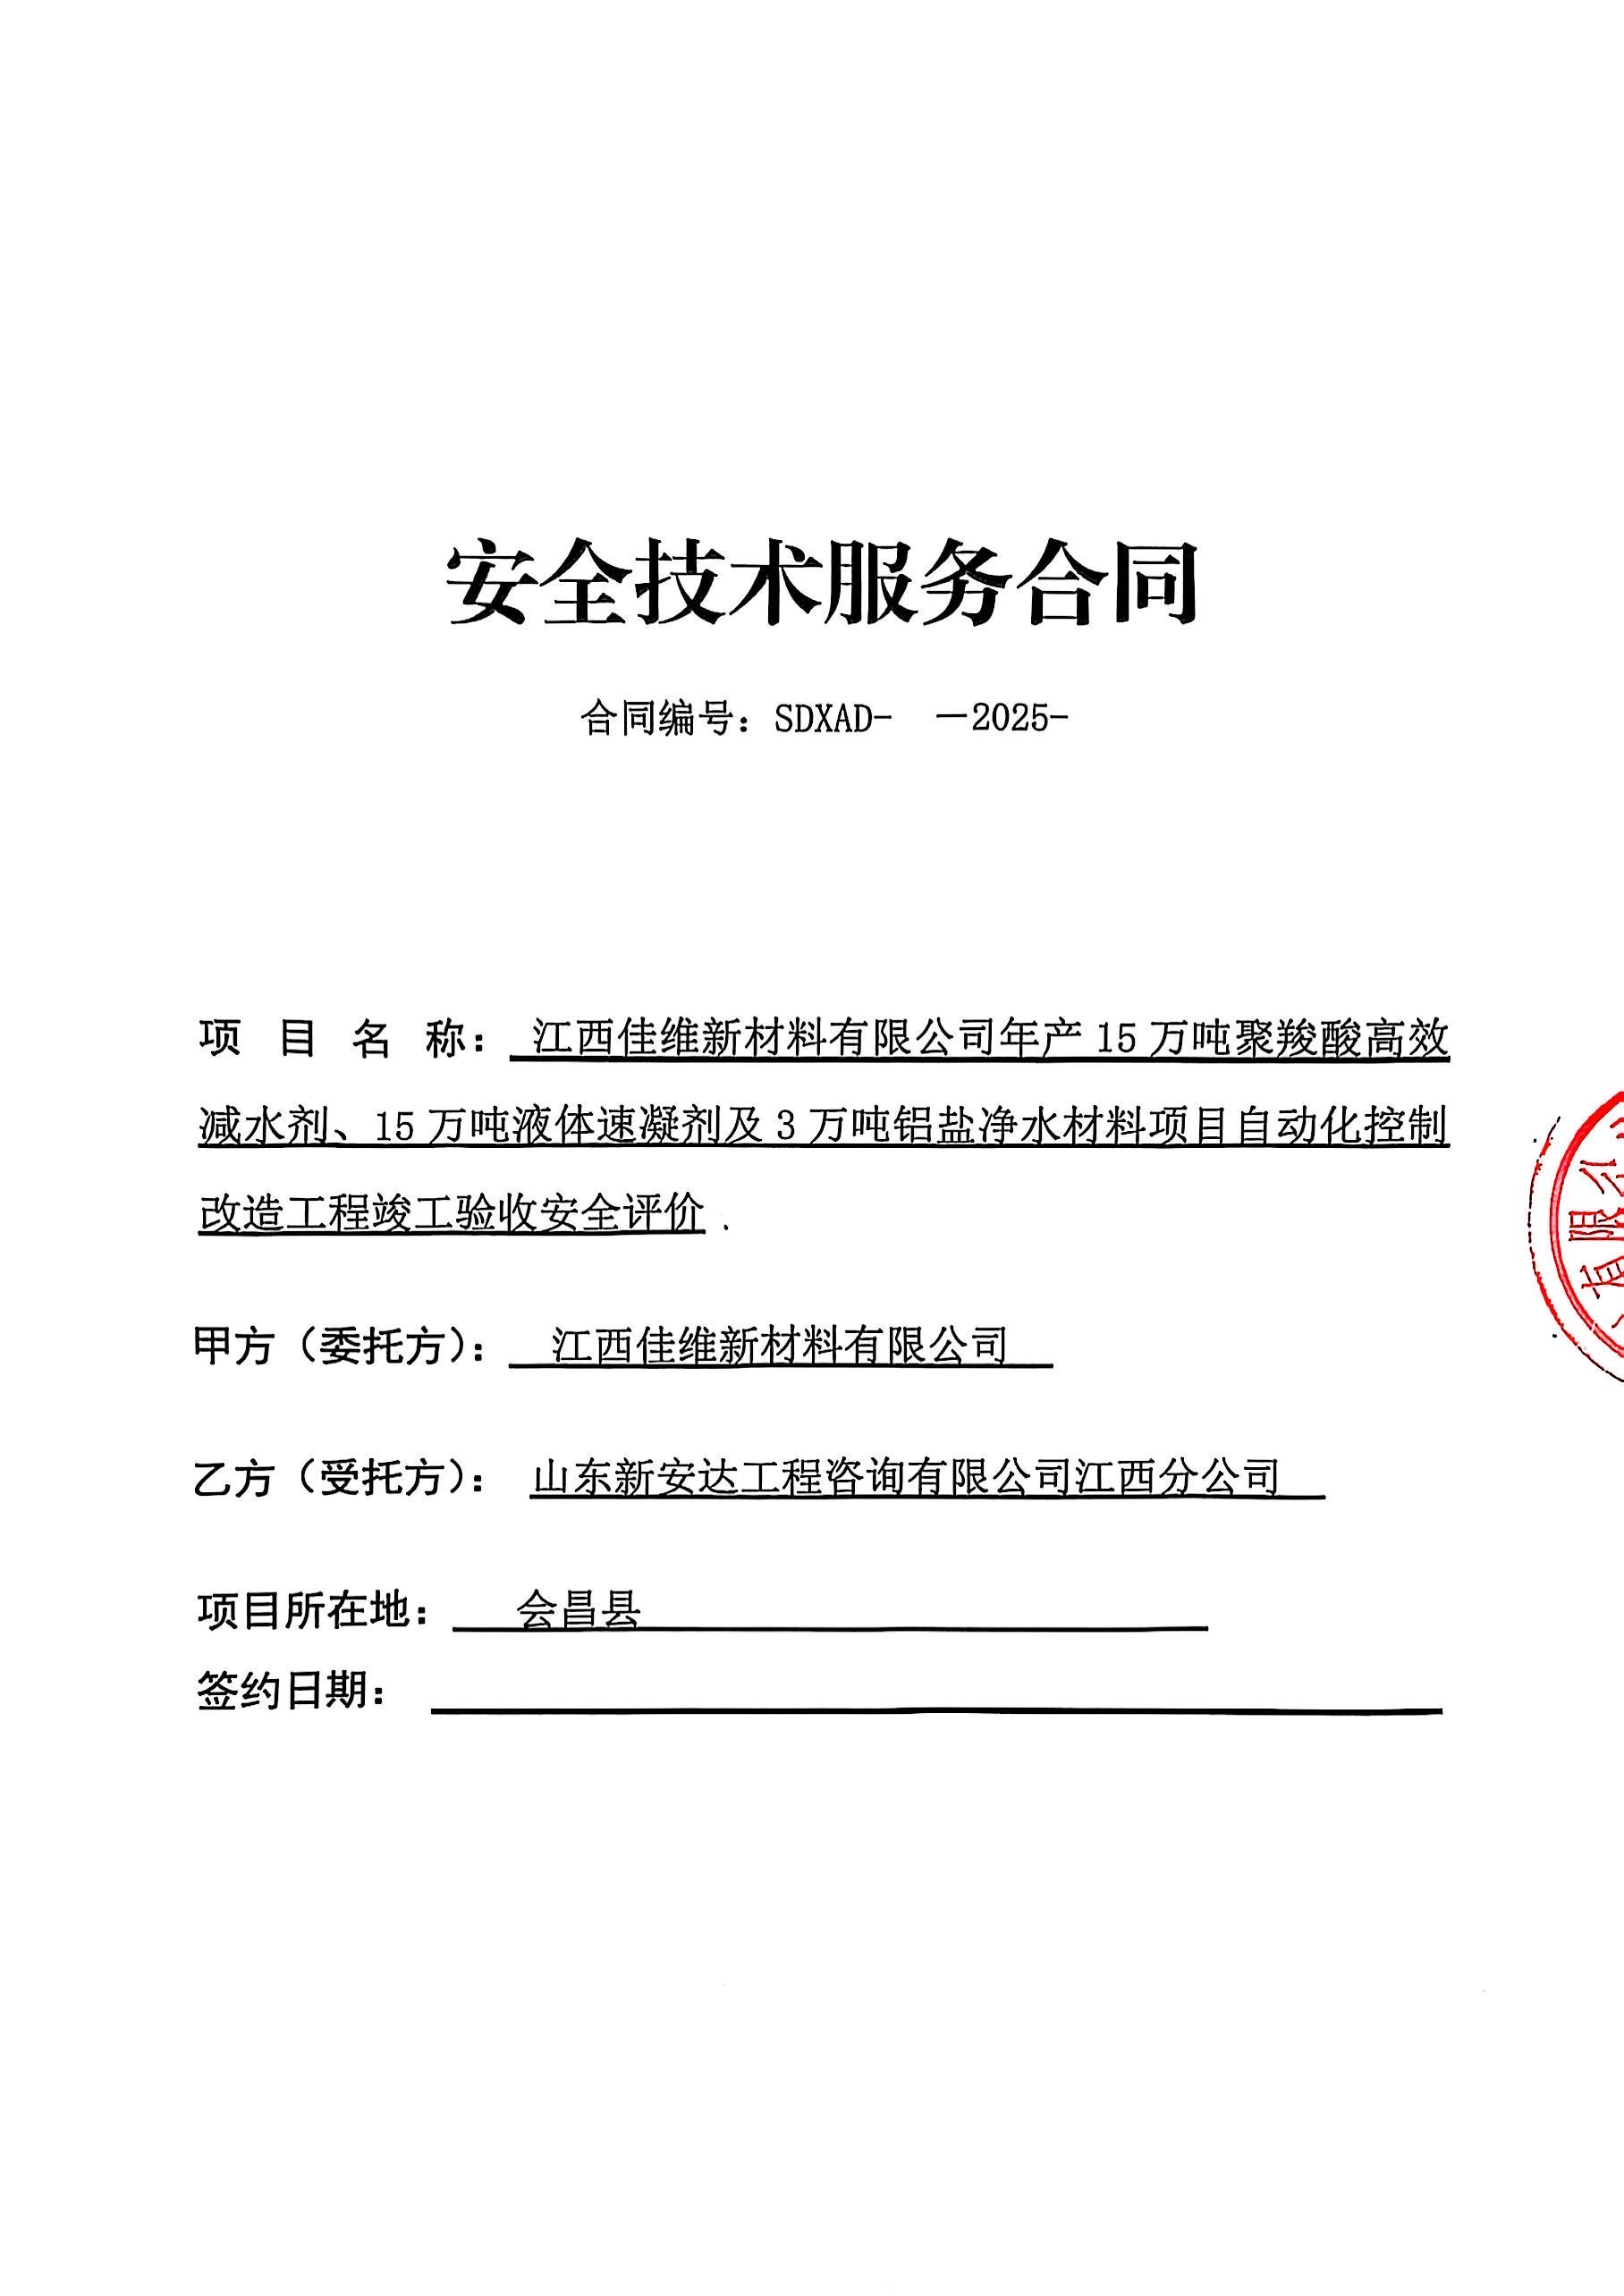 安全技术服务合同
合同编号：SDXAD- —2025-
项目名称：江西佳维新材料有限公司年产 15 万吨聚羧酸高效
减水剂、15 万吨液体速凝剂及 3 万吨铝盐净水材料项目自动化控制
改造工程竣工验收安全评价.
甲方（委托方）：江西佳维新材料有限公司
乙方（受托方）：山东新安达工程咨询有限公司江西分公司
项目所在地：会昌县
签约日期：
有限公